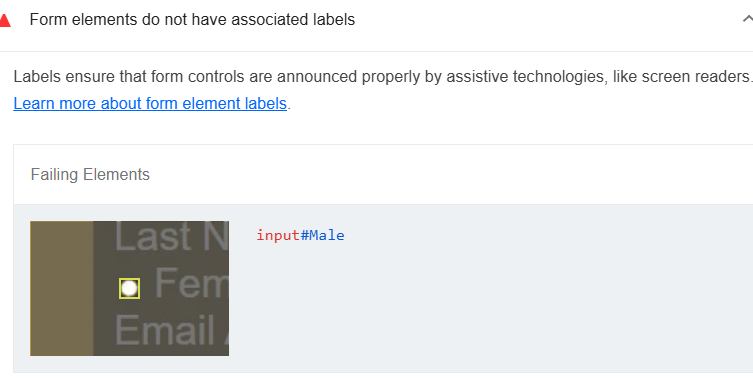 Form elements do not have associated labels
Labels ensure that form controls are announced properly by assistive technologies, like screen readers.
Learn more about form element labels.
Failing Elements
Last N
input#Male
Fem
Email